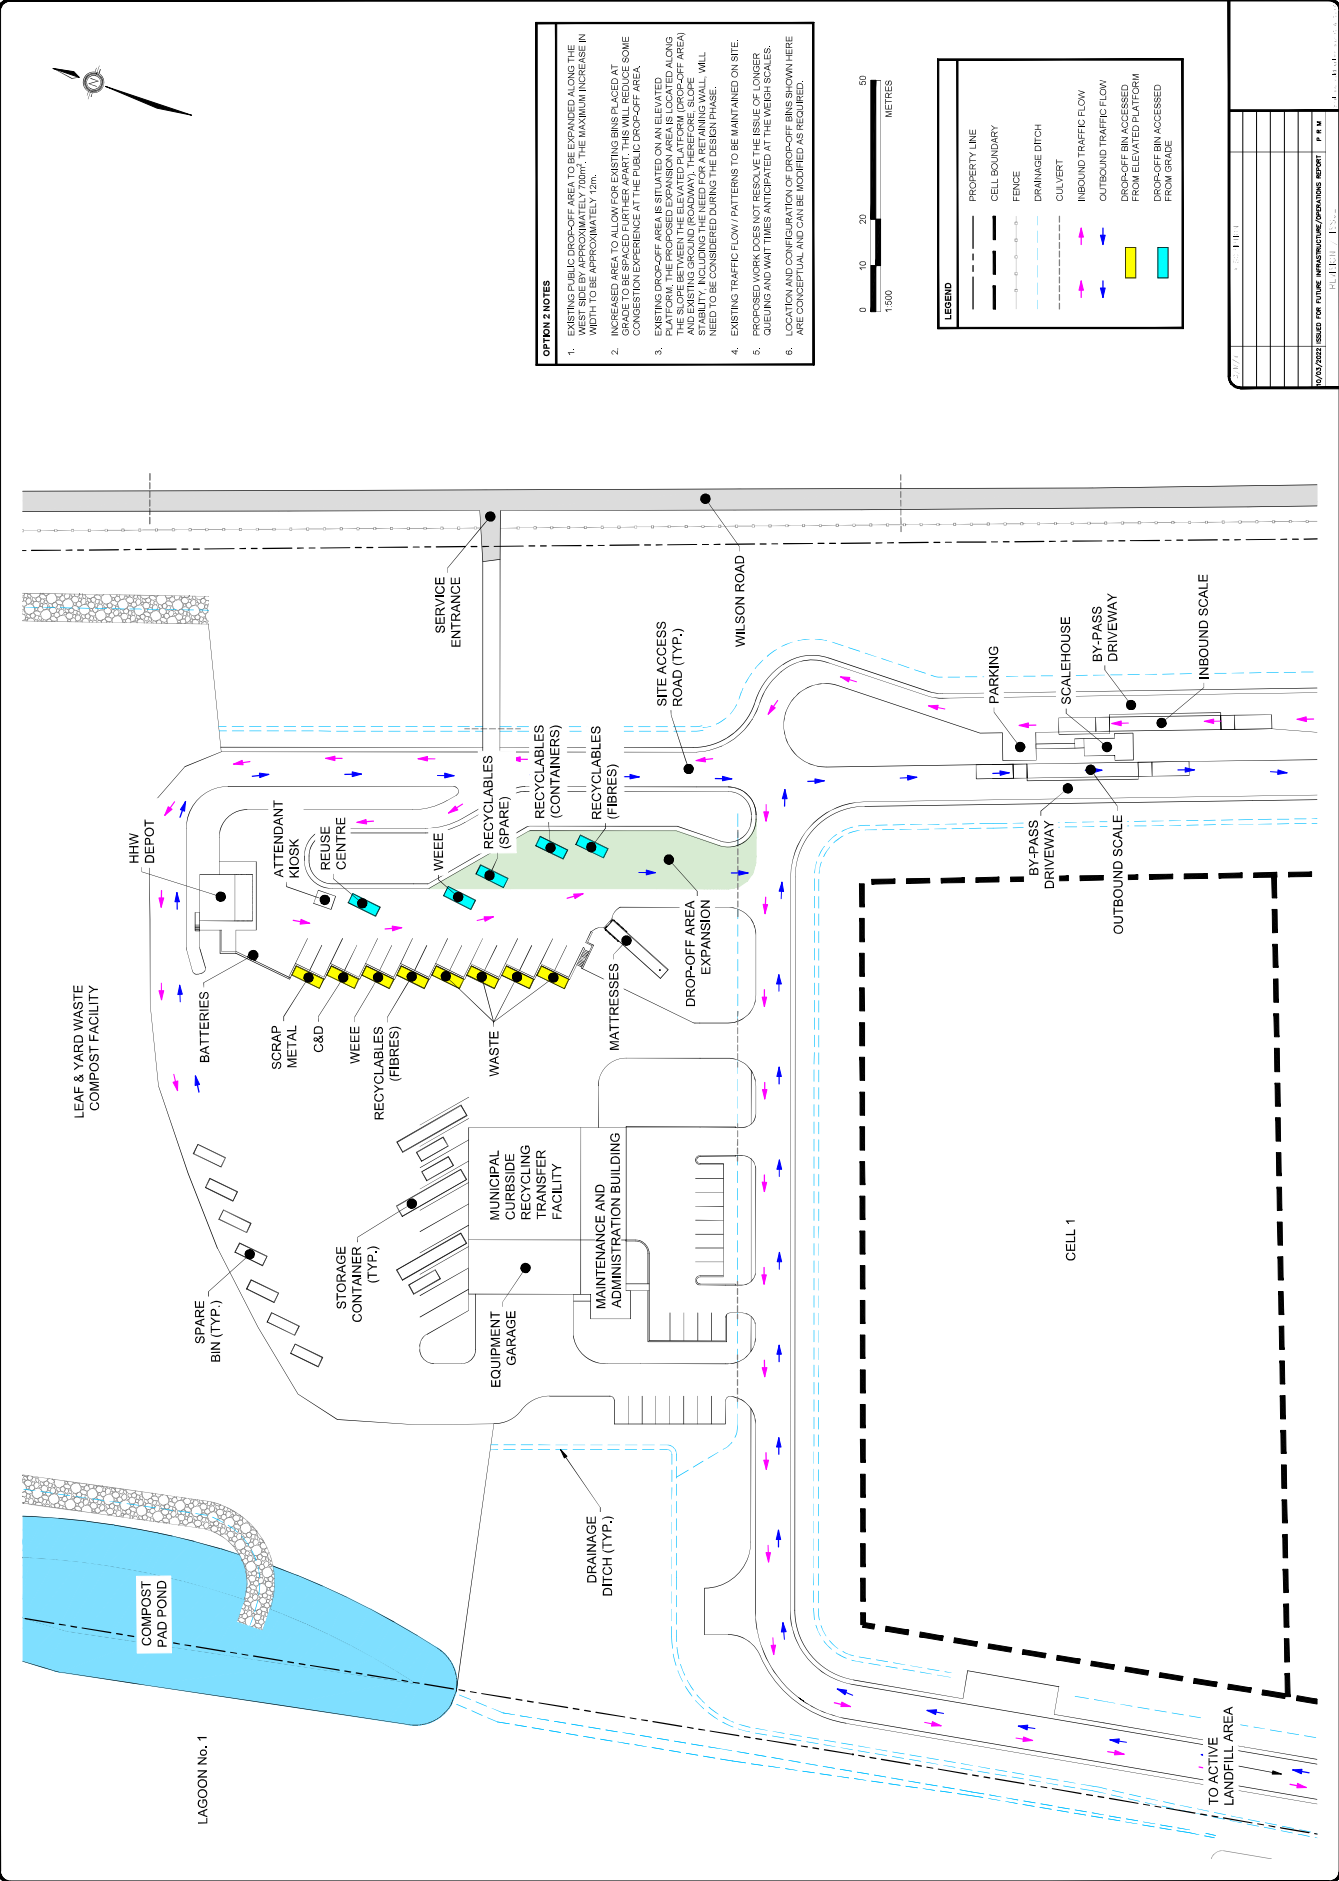 OPTION 2 NOTES
1. EXISTING PUBLIC DROP-OFF AREA TO BE EXPANDED ALONG THE
WEST SIDE BY APPROXIMATELY 700m². THE MAXIMUM INCREASE IN
WIDTH TO BE APPROXIMATELY 12m.
2. INCREASED AREA TO ALLOW FOR EXISTING BINS PLACED AT
GRADE TO BE SPACED FURTHER APART. THIS WILL REDUCE SOME
CONGESTION EXPERIENCE AT THE PUBLIC DROP-OFF AREA.
3. EXISTING DROP-OFF AREA IS SITUATED ON AN ELEVATED
PLATFORM, THE PROPOSED EXPANSION AREA IS LOCATED ALONG
THE SLOPE BETWEEN THE ELEVATED PLATFORM (DROP-OFF AREA)
AND EXISTING GROUND (ROADWAY). THEREFORE, SLOPE
STABILITY, INCLUDING THE NEED FOR A RETAINING WALL, WILL
NEED TO BE CONSIDERED DURING THE DESIGN PHASE.
4. EXISTING TRAFFIC FLOW / PATTERNS TO BE MAINTAINED ON SITE.
5. PROPOSED WORK DOES NOT RESOLVE THE ISSUE OF LONGER
QUEUING AND WAIT TIMES ANTICIPATED AT THE WEIGH SCALES.
6. LOCATION AND CONFIGURATION OF DROP-OFF BINS SHOWN HERE
ARE CONCEPTUAL AND CAN BE MODIFIED AS REQUIRED.
0 10 20 50
1:500 METRES
LEGEND
PROPERTY LINE
CELL BOUNDARY
FENCE
DRAINAGE DITCH
CULVERT
INBOUND TRAFFIC FLOW
OUTBOUND TRAFFIC FLOW
DROP-OFF BIN ACCESSED
FROM ELEVATED PLATFORM
DROP-OFF BIN ACCESSED
FROM GRADE
10/03/2022 ISSUED FOR FUTURE INFRASTRUCTURE/OPERATIONS REPORT P R M
SERVICE
ENTRANCE
WILSON ROAD
SITE ACCESS
ROAD (TYP.)
PARKING
SCALEHOUSE
BY-PASS
DRIVEWAY
INBOUND SCALE
BY-PASS
DRIVEWAY
OUTBOUND SCALE
HHW
DEPOT
ATTENDANT
KIOSK
REUSE
CENTRE
WEEE
RECYCLABLES
(SPARE)
RECYCLABLES
(CONTAINERS)
RECYCLABLES
(FIBRES)
DROP-OFF AREA
EXPANSION
LEAF & YARD WASTE
COMPOST FACILITY
BATTERIES
SCRAP
METAL
C&D
WEEE
RECYCLABLES
(FIBRES)
WASTE
MATTRESSES
MUNICIPAL
CURBSIDE
RECYCLING
TRANSFER
FACILITY
MAINTENANCE AND
ADMINISTRATION BUILDING
STORAGE
CONTAINER
(TYP.)
SPARE
BIN (TYP.)
EQUIPMENT
GARAGE
CELL 1
DRAINAGE
DITCH (TYP.)
COMPOST
PAD POND
LAGOON No. 1
TO ACTIVE
LANDFILL AREA